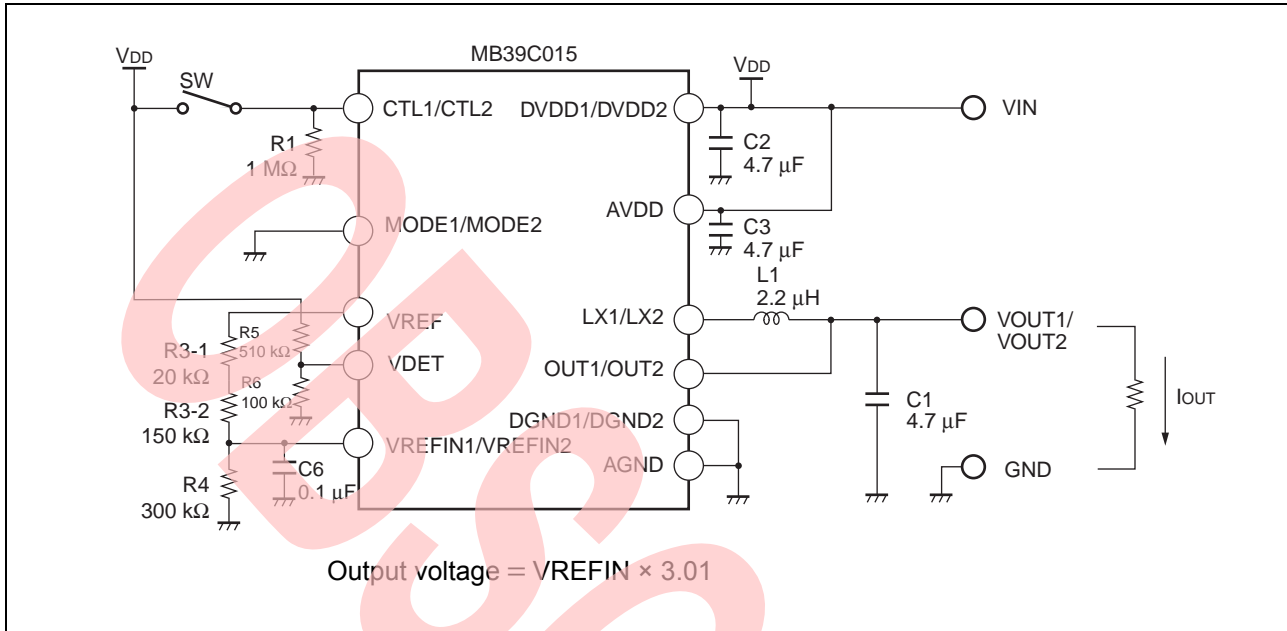 MB39C015
VDD
SW
CTL1/CTL2
R1
1 MΩ
MODE1/MODE2
VREF
R5
510 kΩ
R3-1
20 kΩ
VDET
R6
100 kΩ
R3-2
150 kΩ
VREFIN1/VREFIN2
C6
0.1 μF
R4
300 kΩ
VDD
DVDD1/DVDD2
VIN
C2
4.7 μF
AVDD
C3
4.7 μF
L1
2.2 μH
LX1/LX2
VOUT1/
VOUT2
OUT1/OUT2
C1
4.7 μF
IOUT
DGND1/DGND2
AGND
GND
Output voltage = VREFIN × 3.01
OBSO